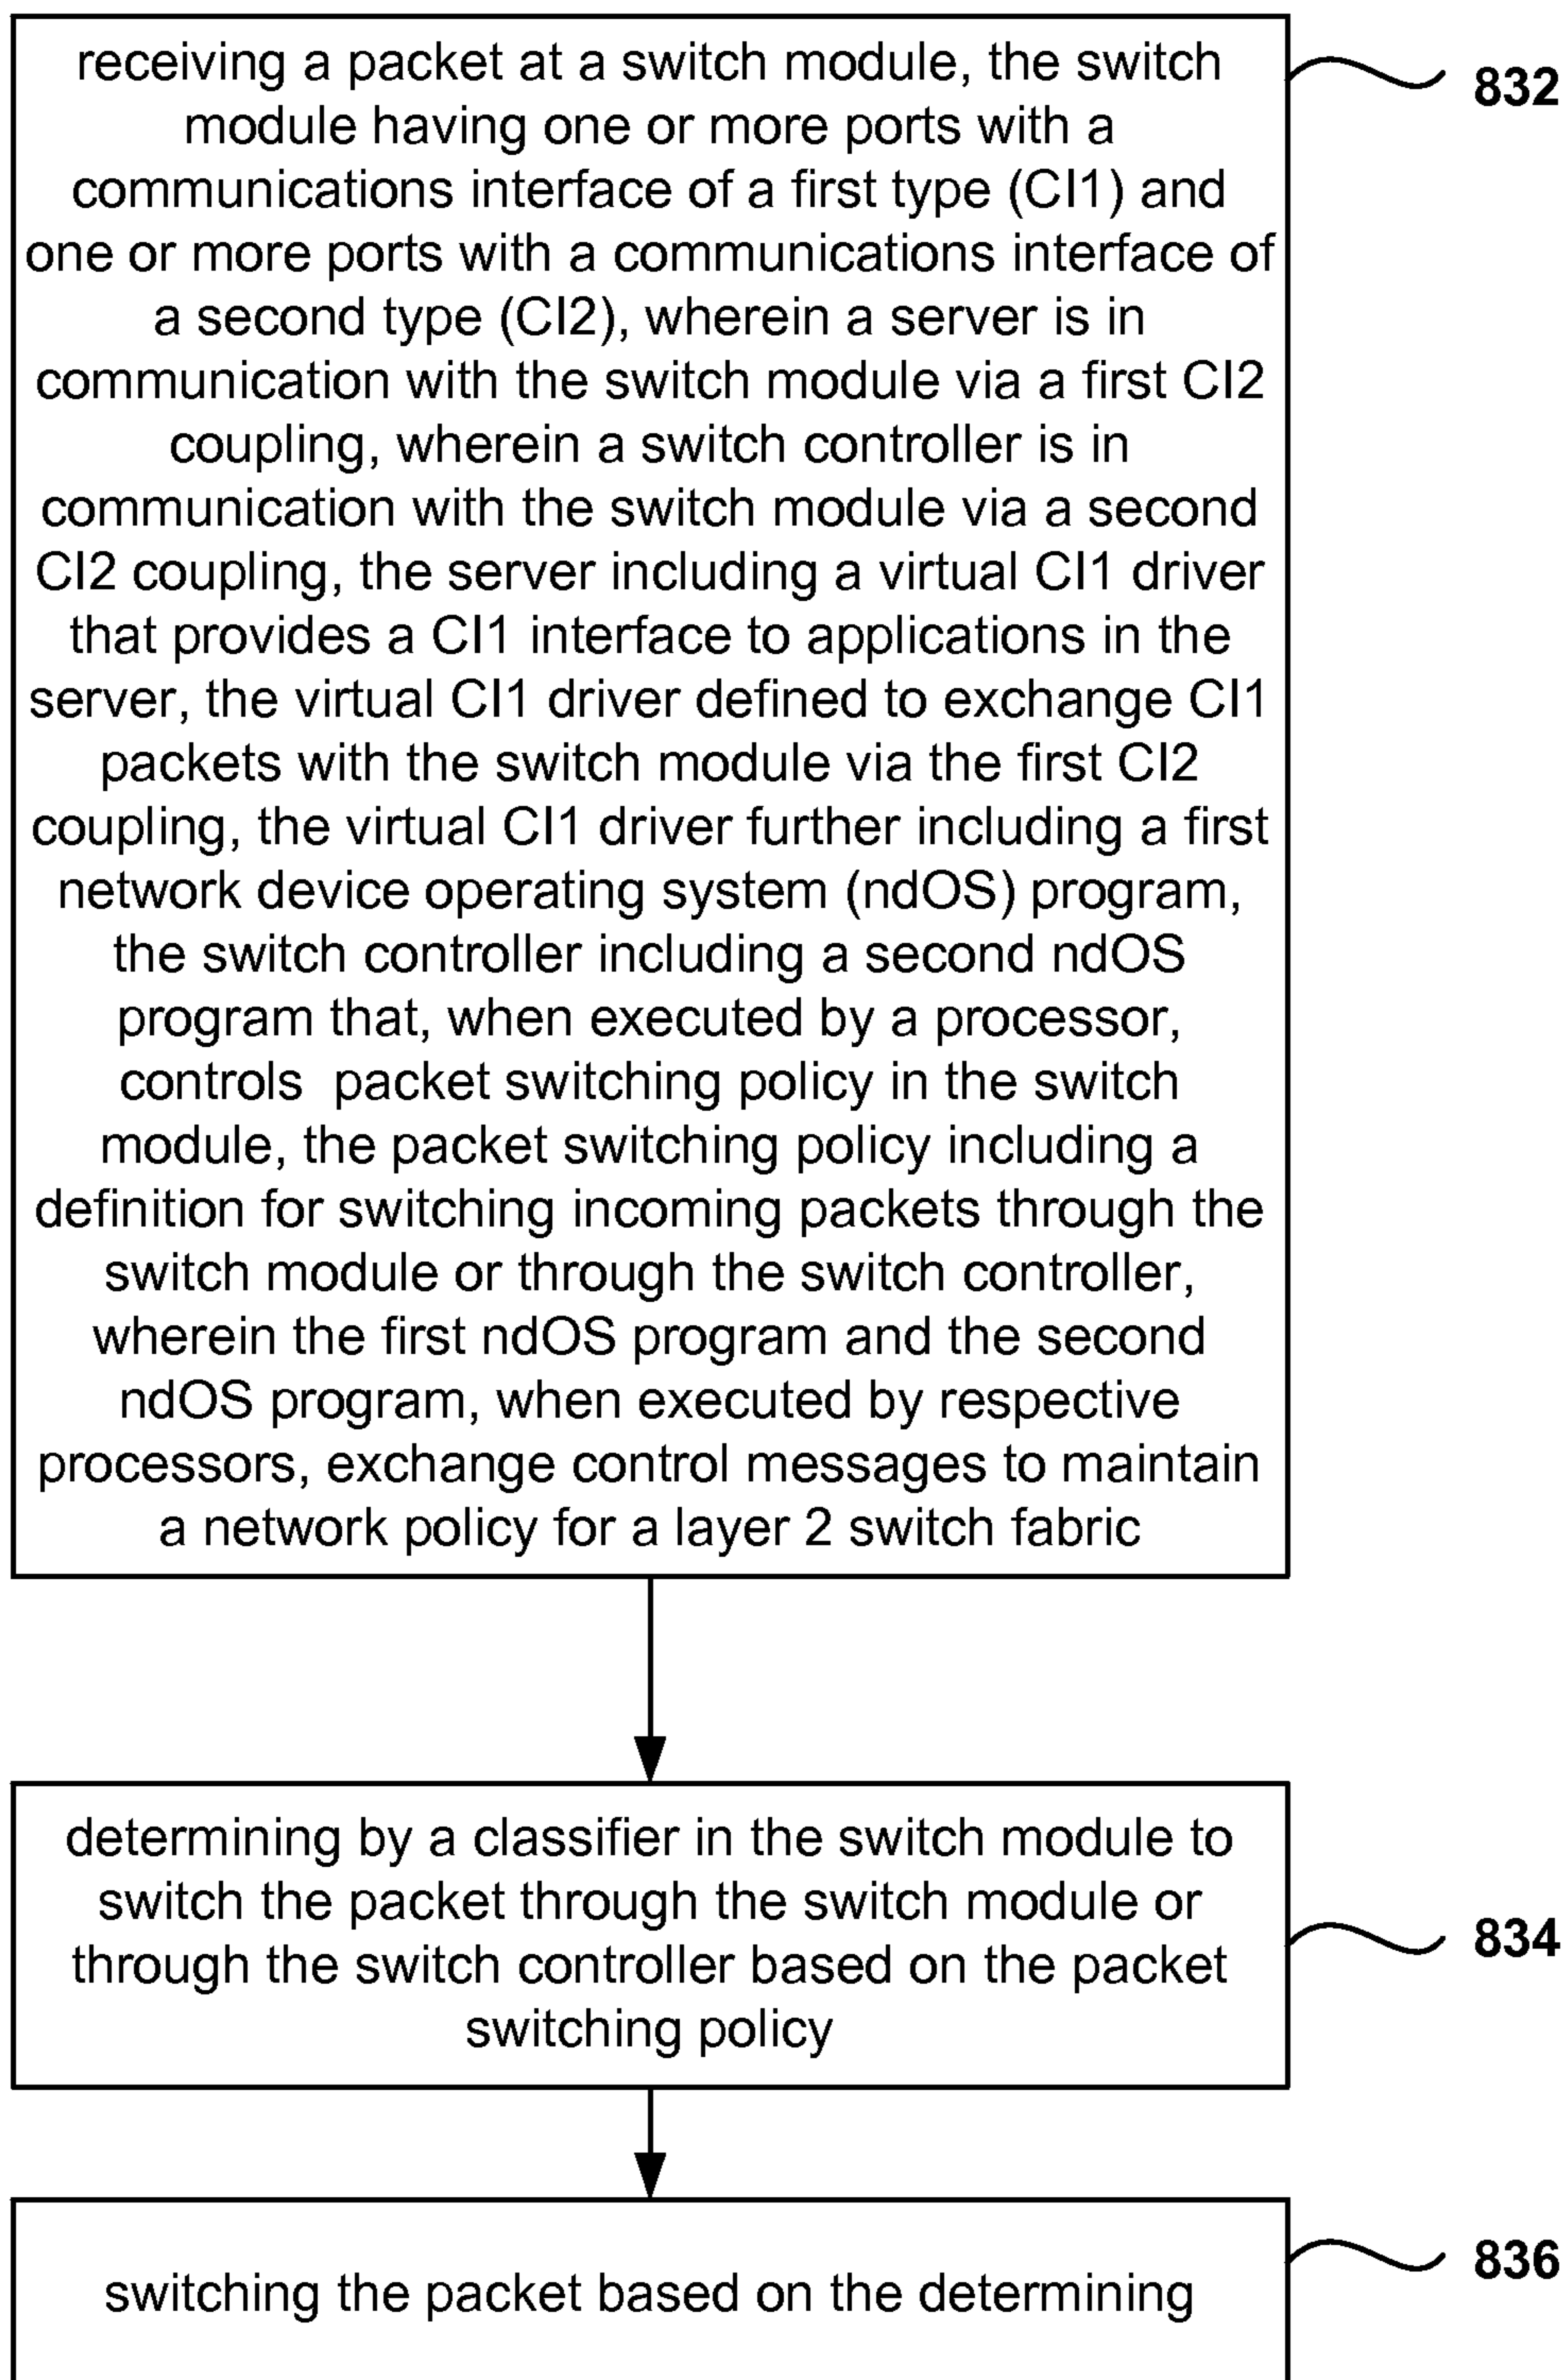 receiving a packet at a switch module, the switch
module having one or more ports with a
communications interface of a first type (CI1) and
one or more ports with a communications interface of
a second type (CI2), wherein a server is in
communication with the switch module via a first CI2
coupling, wherein a switch controller is in
communication with the switch module via a second
CI2 coupling, the server including a virtual CI1 driver
that provides a CI1 interface to applications in the
server, the virtual CI1 driver defined to exchange CI1
packets with the switch module via the first CI2
coupling, the virtual CI1 driver further including a first
network device operating system (ndOS) program,
the switch controller including a second ndOS
program that, when executed by a processor,
controls  packet switching policy in the switch
module, the packet switching policy including a
definition for switching incoming packets through the
switch module or through the switch controller,
wherein the first ndOS program and the second
ndOS program, when executed by respective
processors, exchange control messages to maintain
a network policy for a layer 2 switch fabric
832
determining by a classifier in the switch module to
switch the packet through the switch module or
through the switch controller based on the packet
switching policy
834
switching the packet based on the determining
836